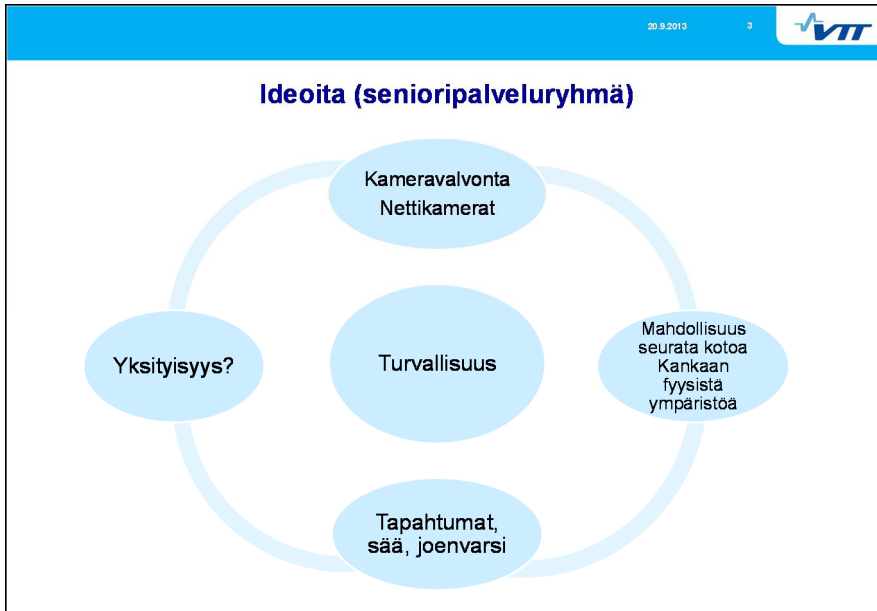 20.9.2013
3
VTT
Ideoita (senioripalveluryhmä)
Kameravalvonta
Nettikamerat
Yksityisyys?
Turvallisuus
Mahdollisuus
seurata kotoa
Kankaan
fyysistä
ympäristöä
Tapahtumat,
sää, joenvarsi